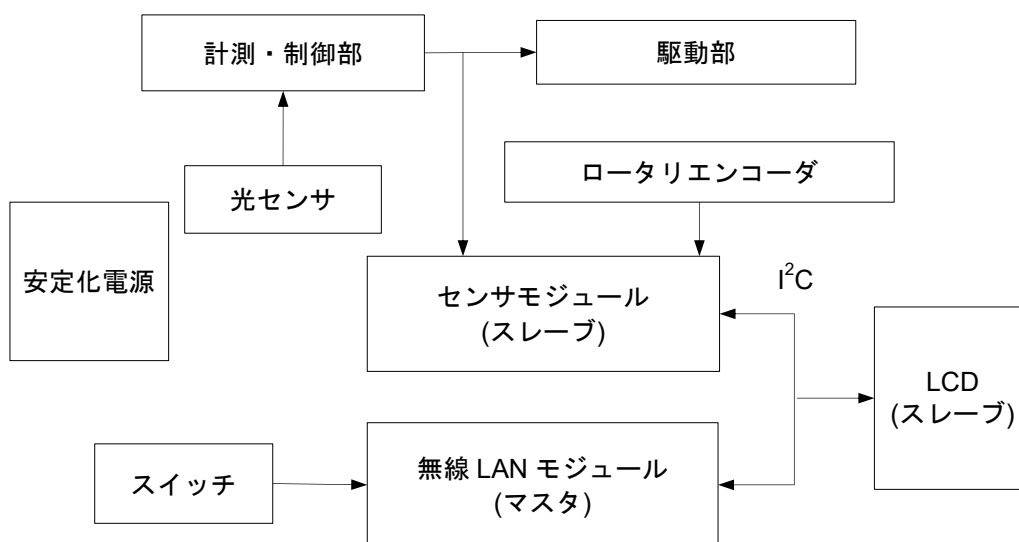 計測・制御部
駆動部
ロータリエンコーダ
光センサ
安定化電源
センサモジュール
(スレーブ)
I²C
LCD
(スレーブ)
スイッチ
無線 LAN モジュール
(マスタ)